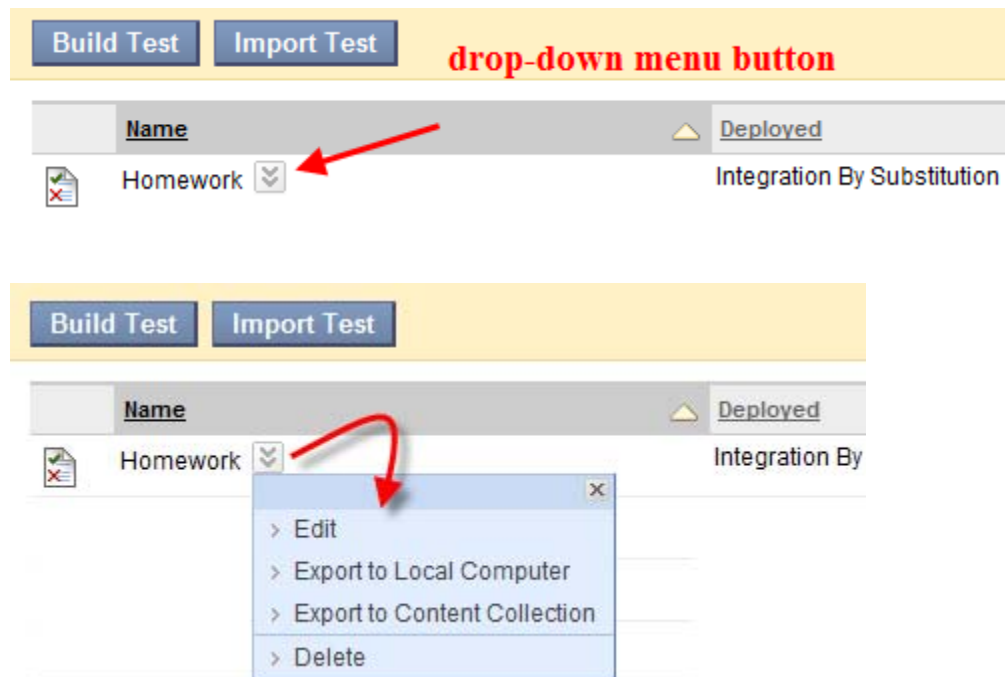 Build Test Import Test
drop-down menu button
Name Deployed
Homework Integration By Substitution
Build Test Import Test
Name Deployed
Homework Integration By
> Edit
> Export to Local Computer
> Export to Content Collection
> Delete